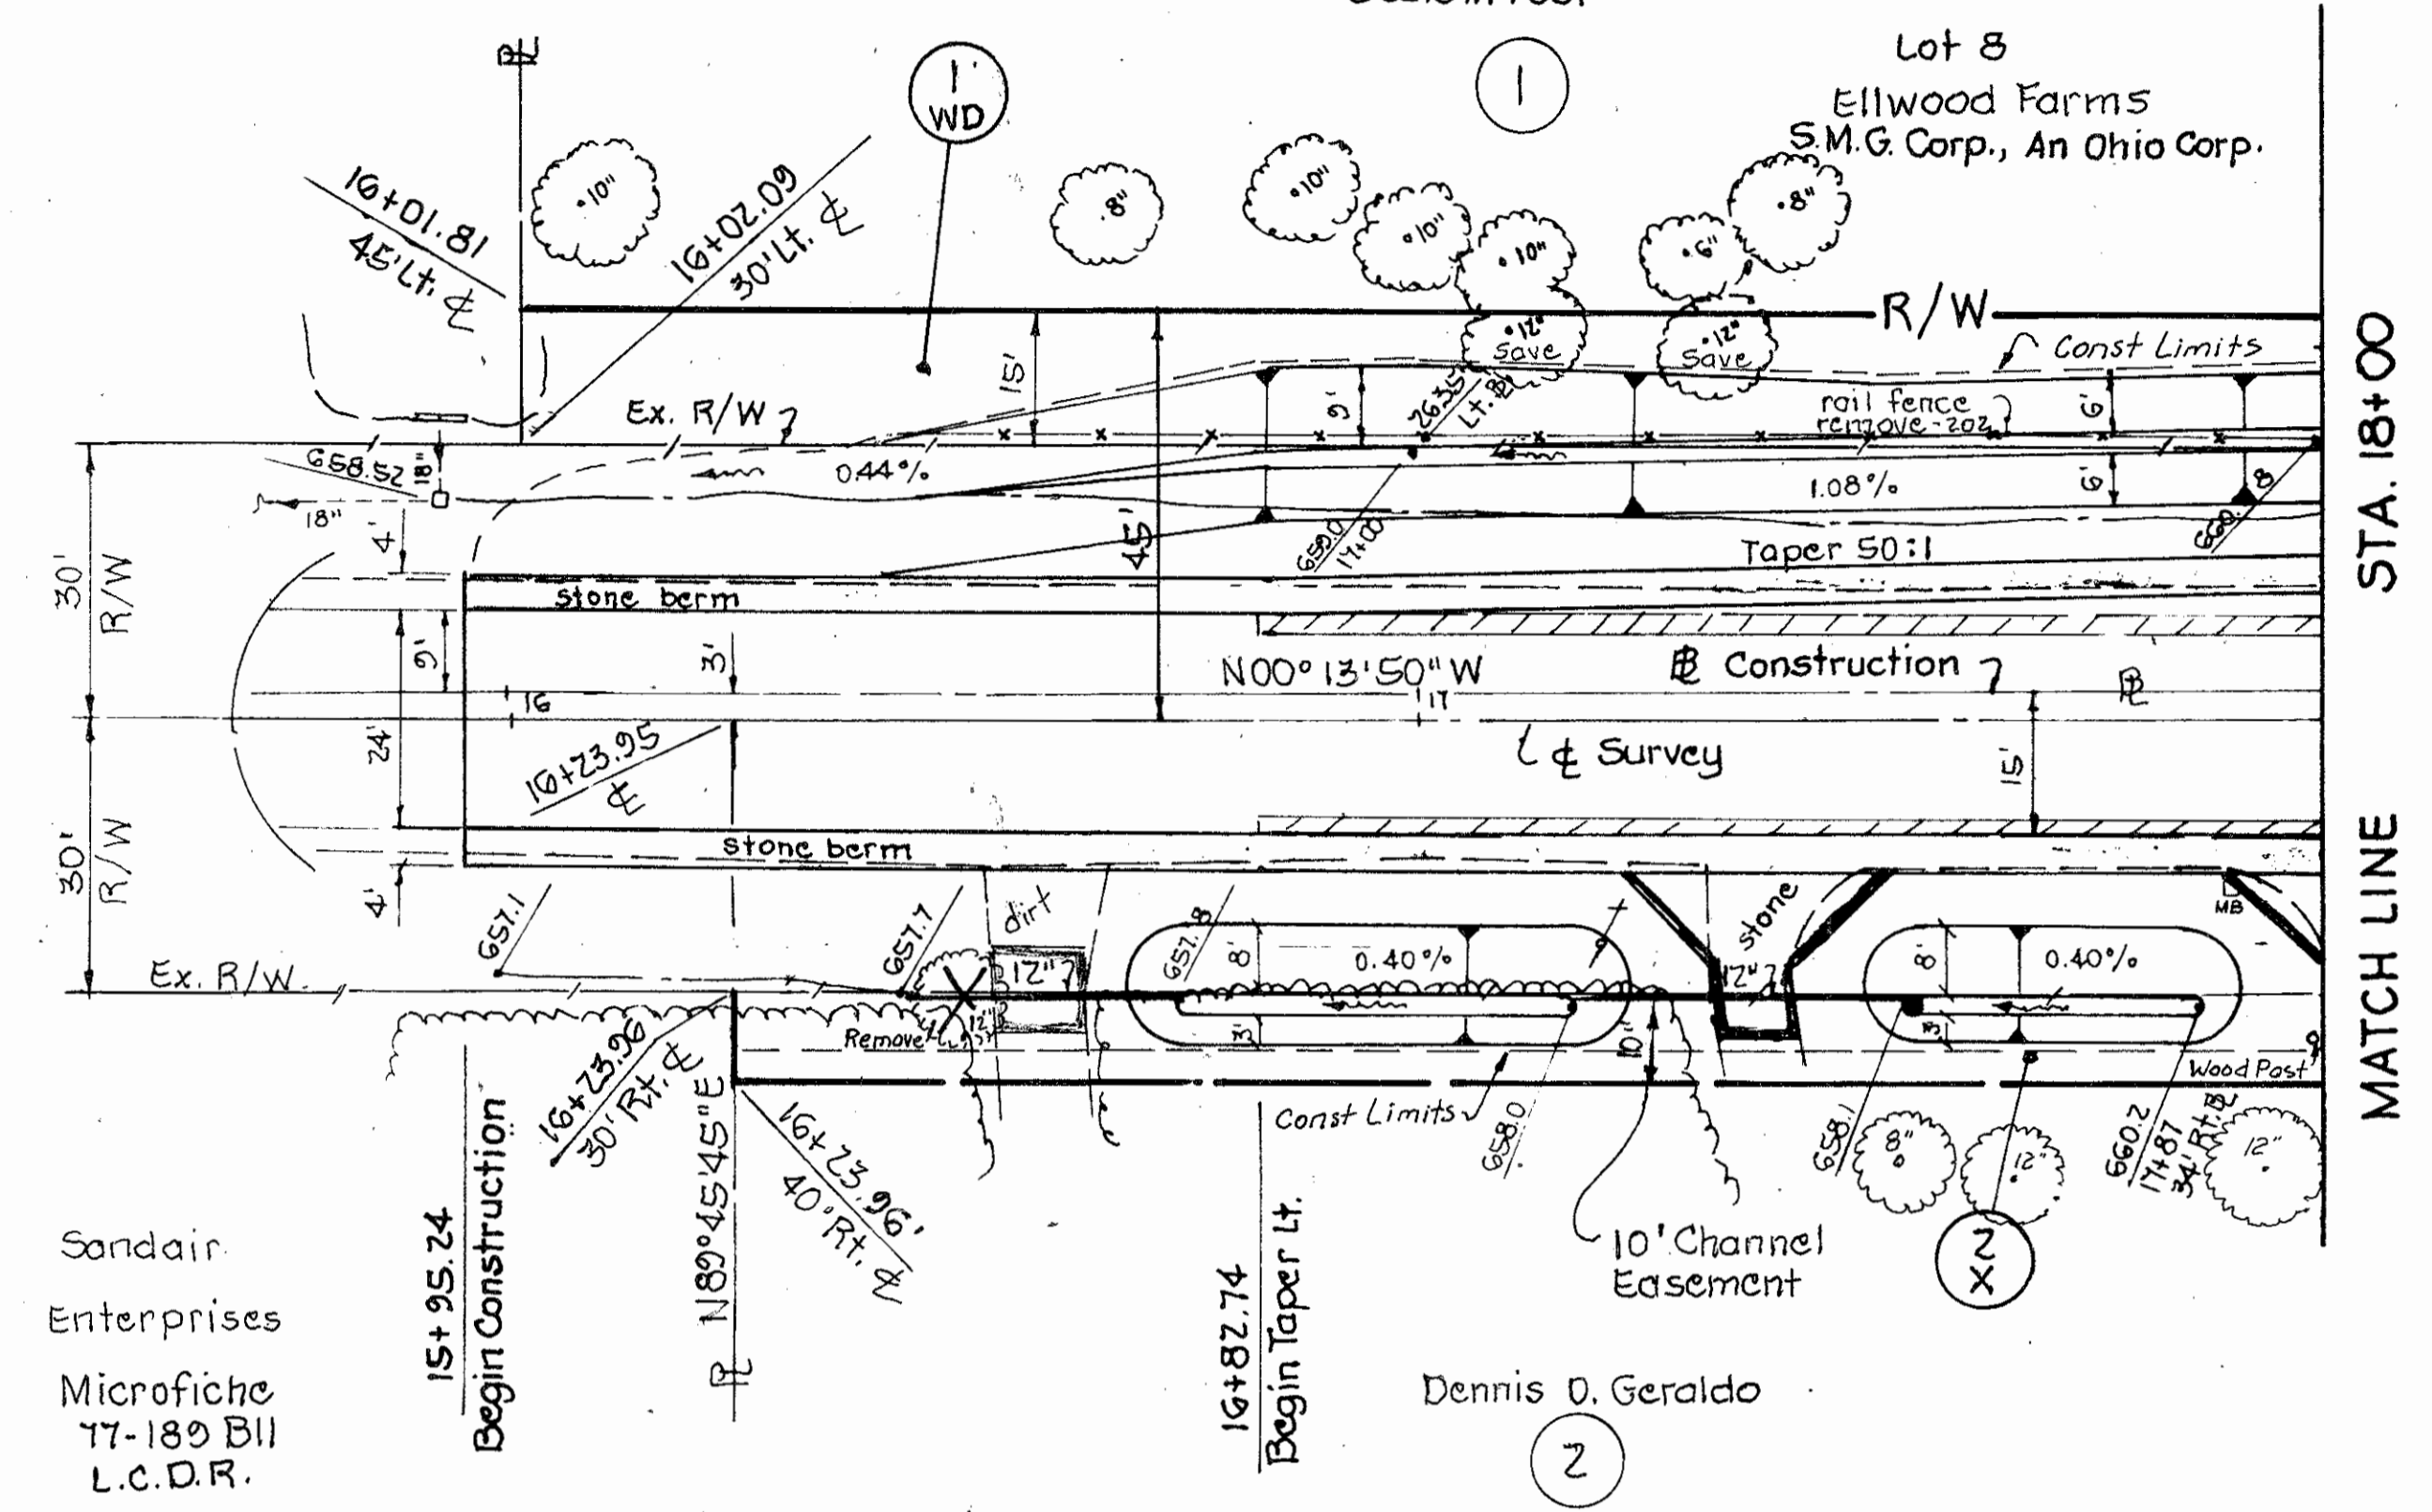 Lot 8
Ellwood Farms
S.M.G. Corp., An Ohio Corp.
1
WD
1
16+01.81
45' Lt. ℄
16+02.09
30' Lt. ℄
10"
8"
10"
10"
10"
6"
8"
12"
Save
12"
Save
R/W
Const Limits
Ex. R/W
15'
9'
26.35'
rail fence
remove-202
6'
658.52
18"
18"
0.44%
1.08%
6'
4'
45'
659.0
17+00
Taper 50:1
660.8
30'
R/W
stone berm
9'
3'
N00°13'50"W
Construction
16
17
24'
16+23.95
℄
℄ Survey
15'
30'
R/W
stone berm
4'
657.1
657.7
dirt
657.8
8'
0.40%
stone
MB
8'
0.40%
Ex. R/W
12"
12"
12"
Remove
3'
10'
3'
Wood Post
16+23.96
30' Rt. ℄
16+23.96'
40' Rt. ℄
N89°45'45"E
Const Limits
658.0
658.1
8"
12"
660.2
17+87
34' Rt.
12"
10' Channel
Easement
2
X
15+95.24
Begin Construction
16+82.74
Begin Taper Lt.
Sandair
Enterprises
Microfiche
77-189 B11
L.C.D.R.
Dennis O. Geraldo
2
STA. 18+00
MATCH LINE